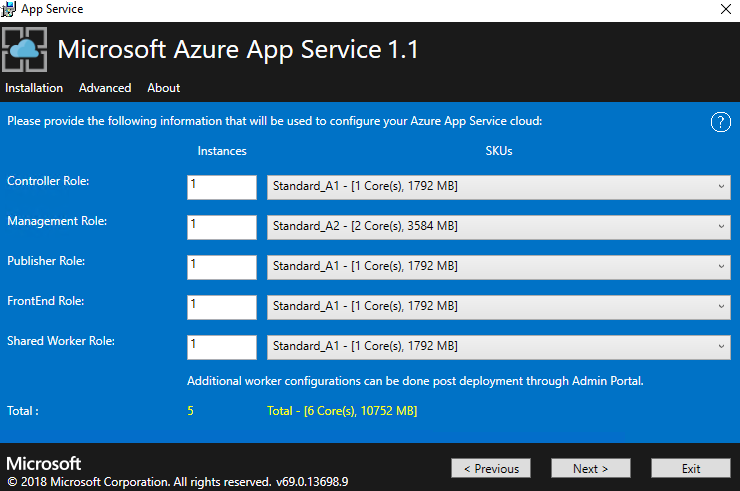 App Service
Microsoft Azure App Service 1.1
Installation Advanced About
Please provide the following information that will be used to configure your Azure App Service cloud: ?
Instances SKUs
Controller Role: 1 Standard_A1 - [1 Core(s), 1792 MB]
Management Role: 1 Standard_A2 - [2 Core(s), 3584 MB]
Publisher Role: 1 Standard_A1 - [1 Core(s), 1792 MB]
FrontEnd Role: 1 Standard_A1 - [1 Core(s), 1792 MB]
Shared Worker Role: 1 Standard_A1 - [1 Core(s), 1792 MB]
Additional worker configurations can be done post deployment through Admin Portal.
Total : 5 Total - [6 Core(s), 10752 MB]
Microsoft
© 2018 Microsoft Corporation. All rights reserved. v69.0.13698.9
< Previous Next > Exit